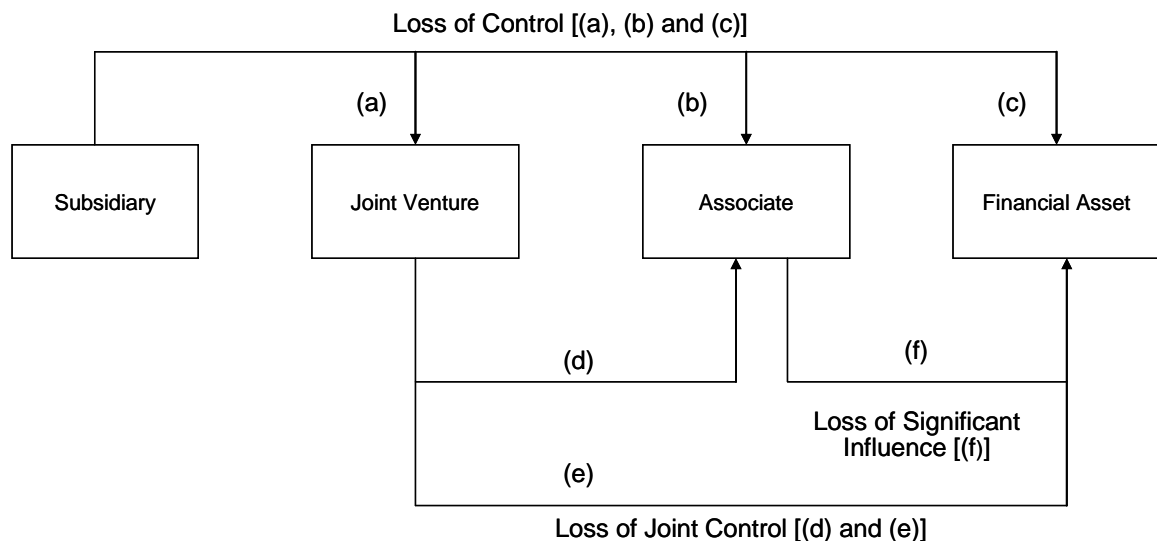 Loss of Control [(a), (b) and (c)]
(a)
(b)
(c)
Subsidiary
Joint Venture
Associate
Financial Asset
(d)
(f)
Loss of Significant
Influence [(f)]
(e)
Loss of Joint Control [(d) and (e)]